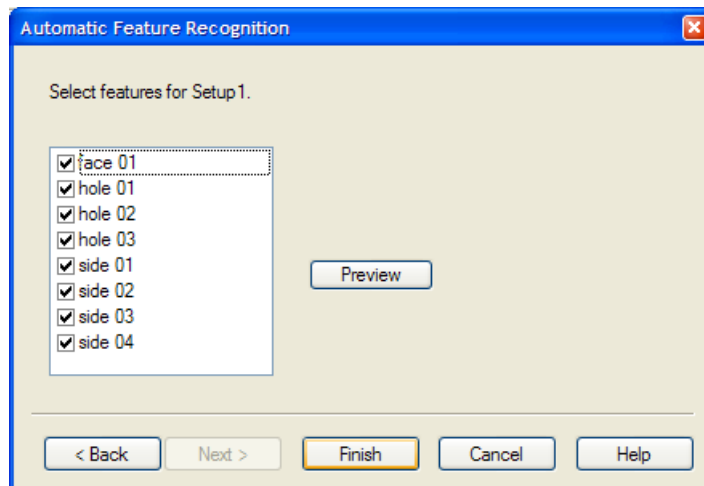 Automatic Feature Recognition
Select features for Setup1.
face 01
hole 01
hole 02
hole 03
side 01
side 02
side 03
side 04
Preview
< Back Next > Finish Cancel Help